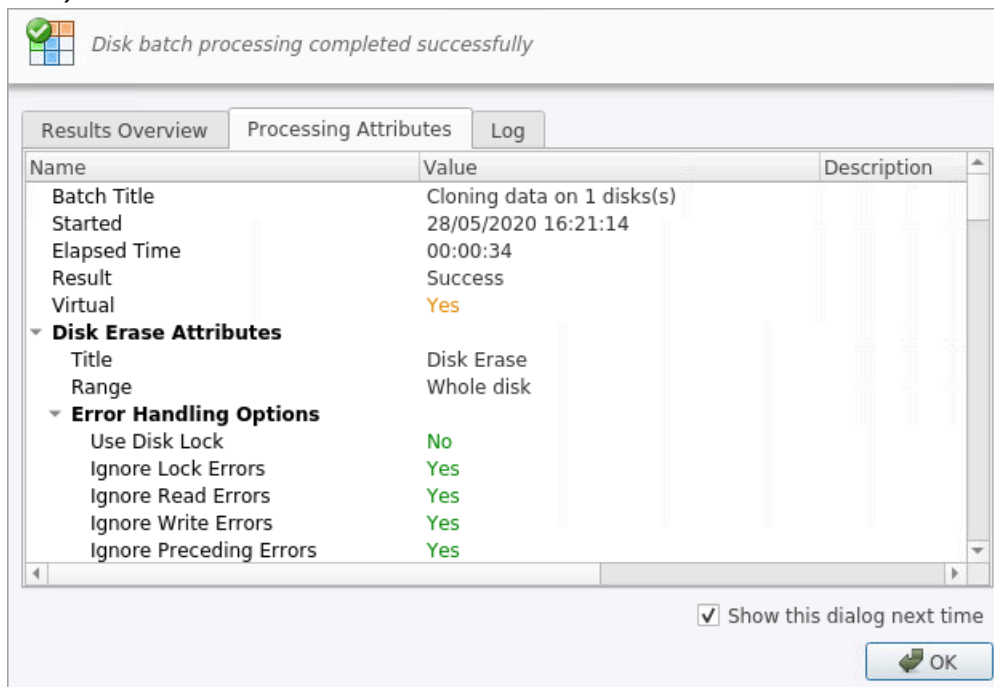 Disk batch processing completed successfully
Results Overview Processing Attributes Log
Name Value Description
Batch Title Cloning data on 1 disks(s)
Started 28/05/2020 16:21:14
Elapsed Time 00:00:34
Result Success
Virtual Yes
Disk Erase Attributes
Title Disk Erase
Range Whole disk
Error Handling Options
Use Disk Lock No
Ignore Lock Errors Yes
Ignore Read Errors Yes
Ignore Write Errors Yes
Ignore Preceding Errors Yes
Show this dialog next time
OK